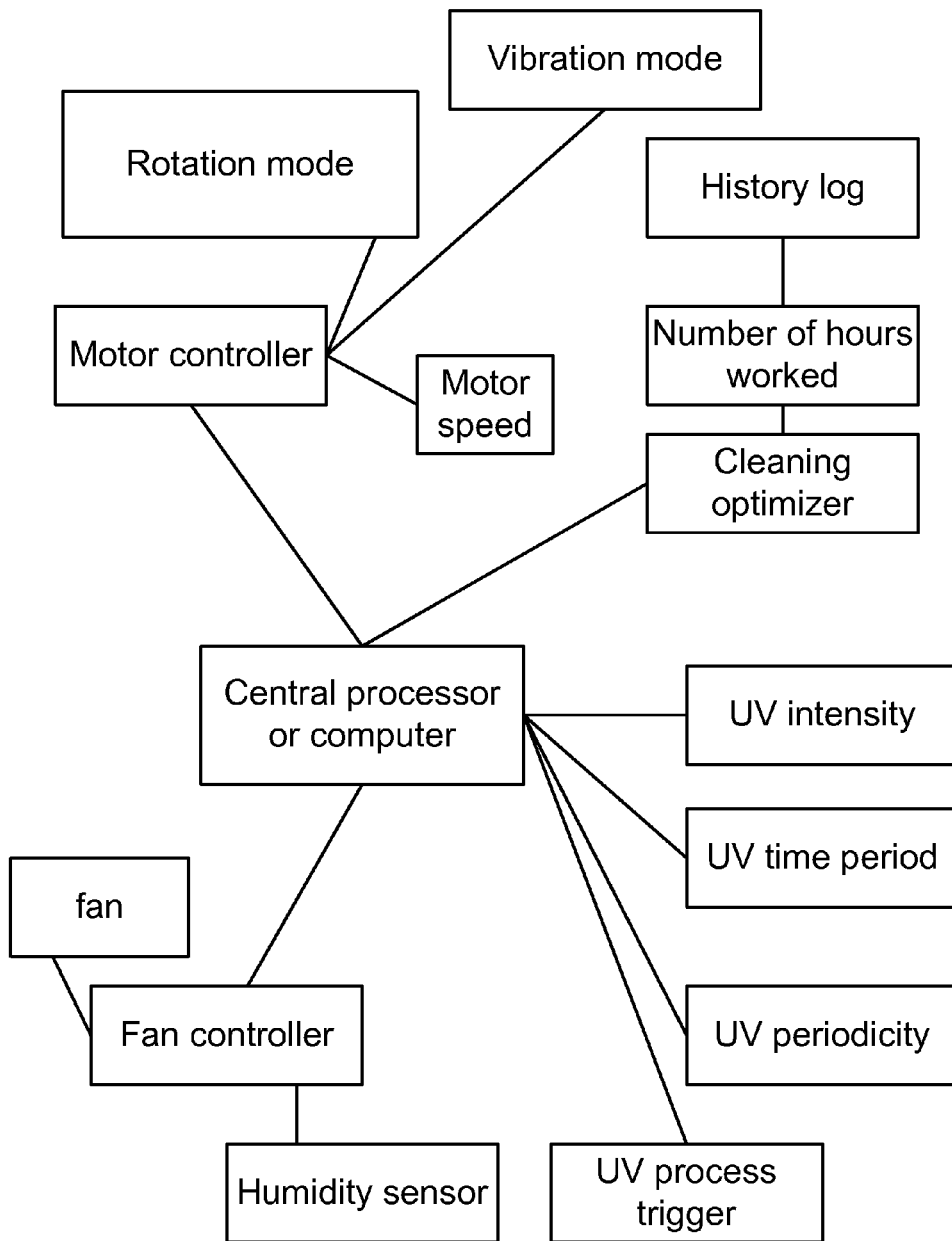 Vibration mode
Rotation mode
History log
Motor controller
Number of hours
worked
Motor
speed
Cleaning
optimizer
Central processor
or computer
UV intensity
UV time period
fan
Fan controller
UV periodicity
Humidity sensor
UV process
trigger